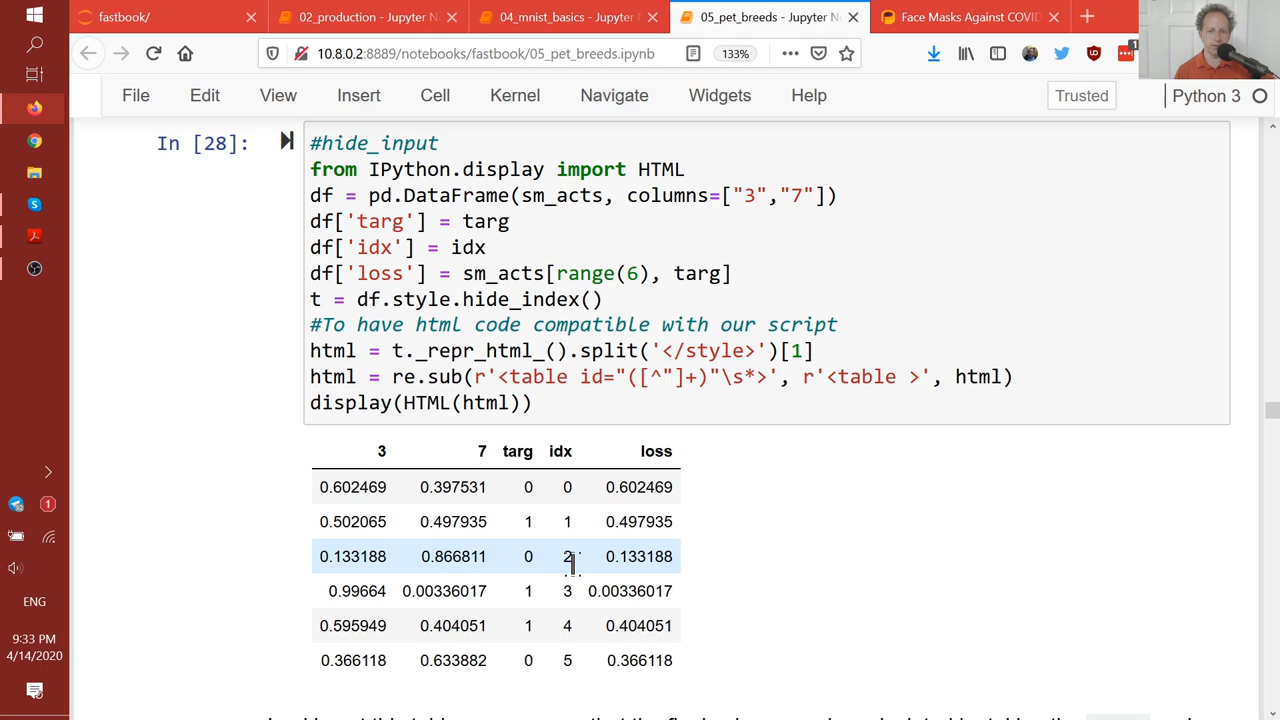 fastbook/
02_production - Jupyter N
04_mnist_basics - Jupyter
05_pet_breeds - Jupyter N
Face Masks Against COVID
10.8.0.2:8889/notebooks/fastbook/05_pet_breeds.ipynb
133%
File Edit View Insert Cell Kernel Navigate Widgets Help
Trusted
Python 3
In [28]:
#hide_input
from IPython.display import HTML
df = pd.DataFrame(sm_acts, columns=["3","7"])
df['targ'] = targ
df['idx'] = idx
df['loss'] = sm_acts[range(6), targ]
t = df.style.hide_index()
#To have html code compatible with our script
html = t._repr_html_().split('</style>')[1]
html = re.sub(r'<table id="([^"]+)"\s*>', r'<table >', html)
display(HTML(html))
3 7 targ idx loss
0.602469 0.397531 0 0 0.602469
0.502065 0.497935 1 1 0.497935
0.133188 0.866811 0 2 0.133188
0.99664 0.00336017 1 3 0.00336017
0.595949 0.404051 1 4 0.404051
0.366118 0.633882 0 5 0.366118
1
ENG
9:33 PM
4/14/2020